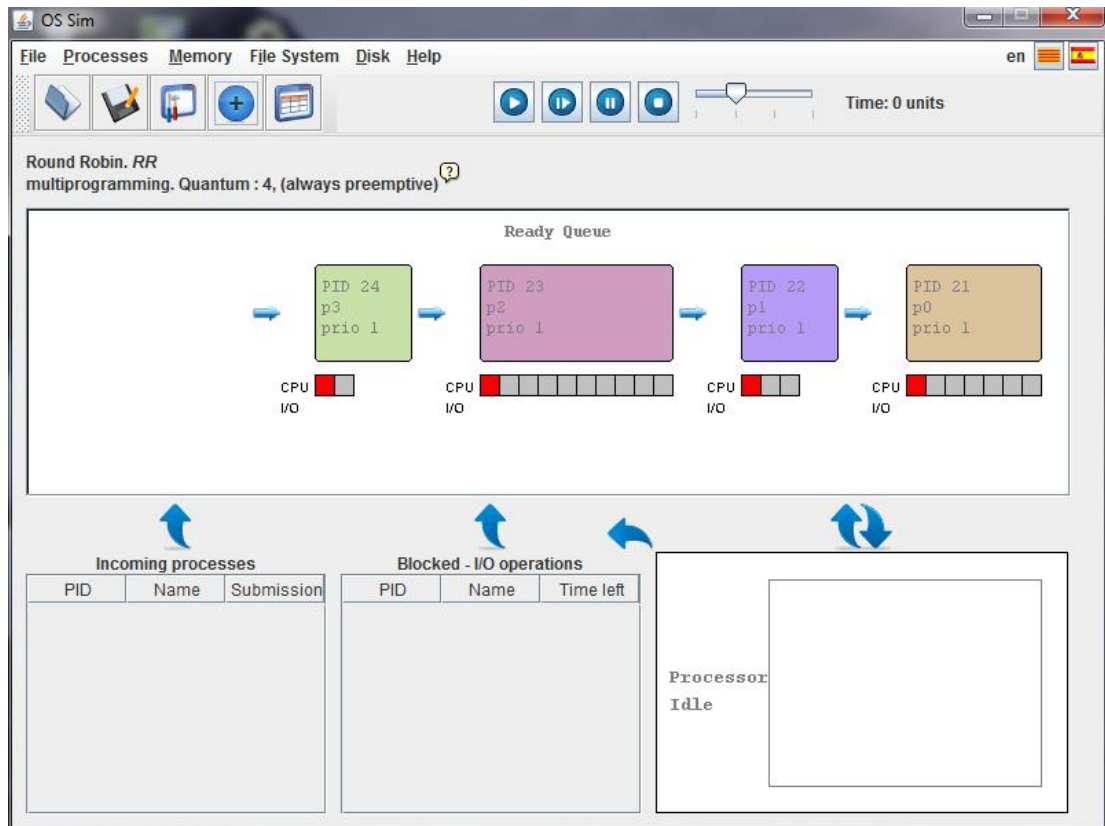 OS Sim
File Processes Memory File System Disk Help en
Time: 0 units
Round Robin. RR
multiprogramming. Quantum : 4, (always preemptive) ?
Ready Queue
PID 24
p3
prio 1
CPU
I/O
PID 23
p2
prio 1
CPU
I/O
PID 22
p1
prio 1
CPU
I/O
PID 21
p0
prio 1
CPU
I/O
Incoming processes
PID Name Submission
Blocked - I/O operations
PID Name Time left
Processor
Idle